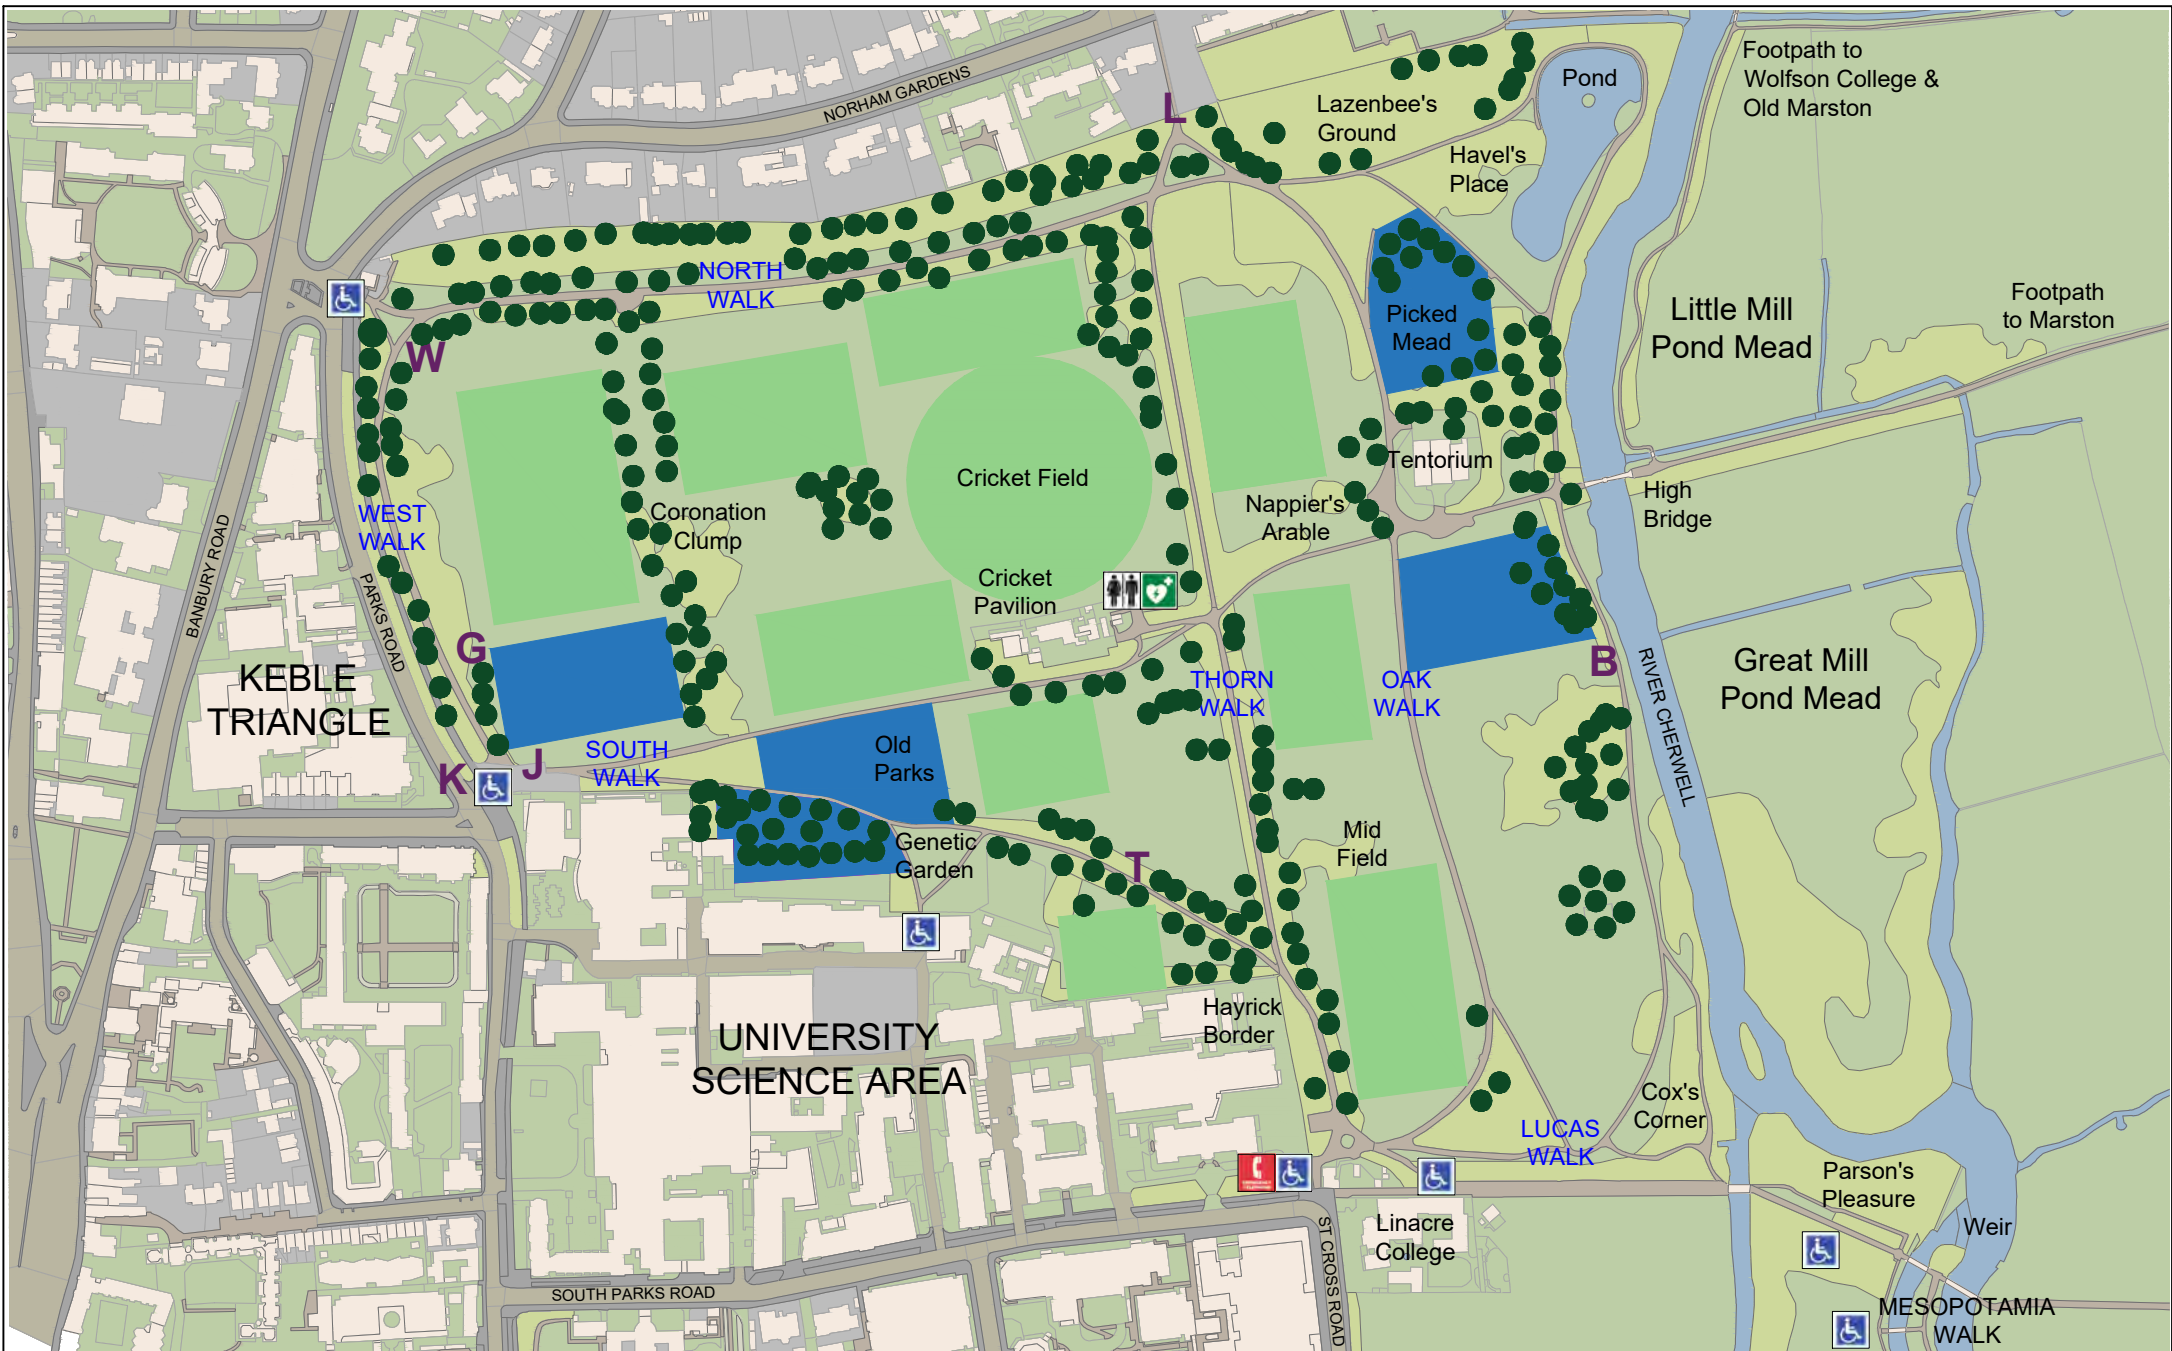 Footpath to
Wolfson College &
Old Marston
Pond
NORHAM GARDENS
L
Lazenbee's
Ground
Havel's
Place
NORTH
WALK
Picked
Mead
Little Mill
Pond Mead
Footpath
to Marston
W
Cricket Field
Tentorium
High
Bridge
Nappier's
Arable
Coronation
Clump
WEST
WALK
BANBURY ROAD
PARKS ROAD
Cricket
Pavilion
G
B
KEBLE
TRIANGLE
THORN
WALK
OAK
WALK
RIVER CHERWELL
Great Mill
Pond Mead
SOUTH
WALK
Old
Parks
K
J
Genetic
Garden
T
Mid
Field
Hayrick
Border
UNIVERSITY
SCIENCE AREA
Cox's
Corner
LUCAS
WALK
Parson's
Pleasure
Linacre
College
Weir
ST CROSS ROAD
SOUTH PARKS ROAD
MESOPOTAMIA
WALK